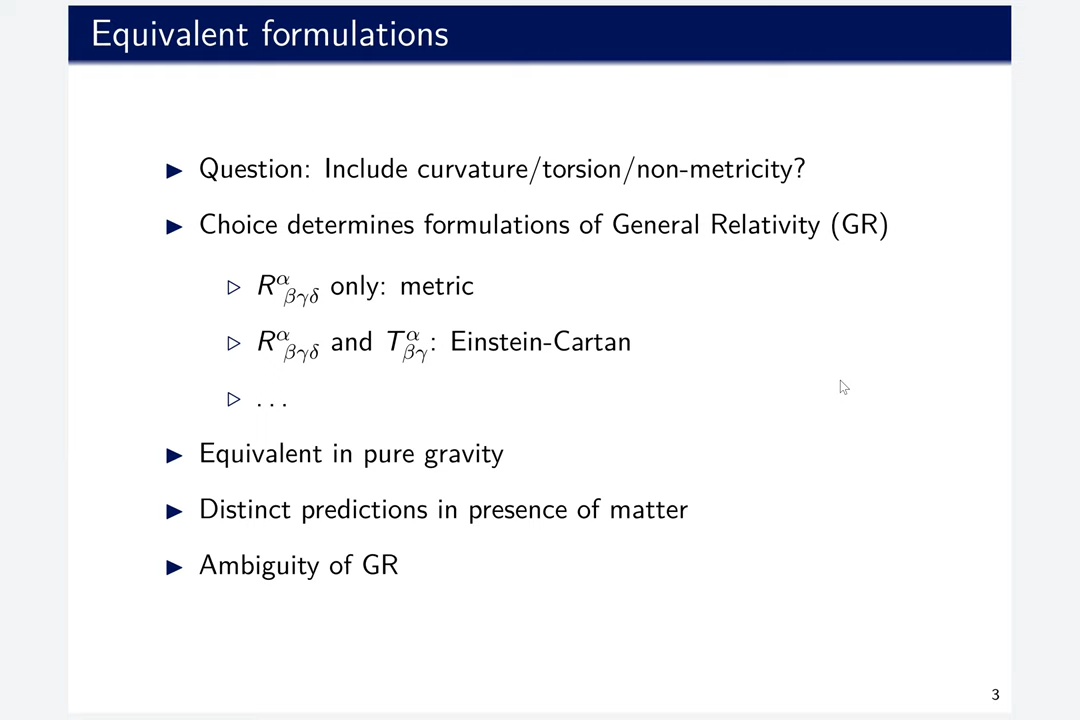 Equivalent formulations
▶ Question: Include curvature/torsion/non-metricity?
▶ Choice determines formulations of General Relativity (GR)
▷ R^α_βγδ only: metric
▷ R^α_βγδ and T^α_βγ: Einstein-Cartan
▷ ...
▶ Equivalent in pure gravity
▶ Distinct predictions in presence of matter
▶ Ambiguity of GR
3